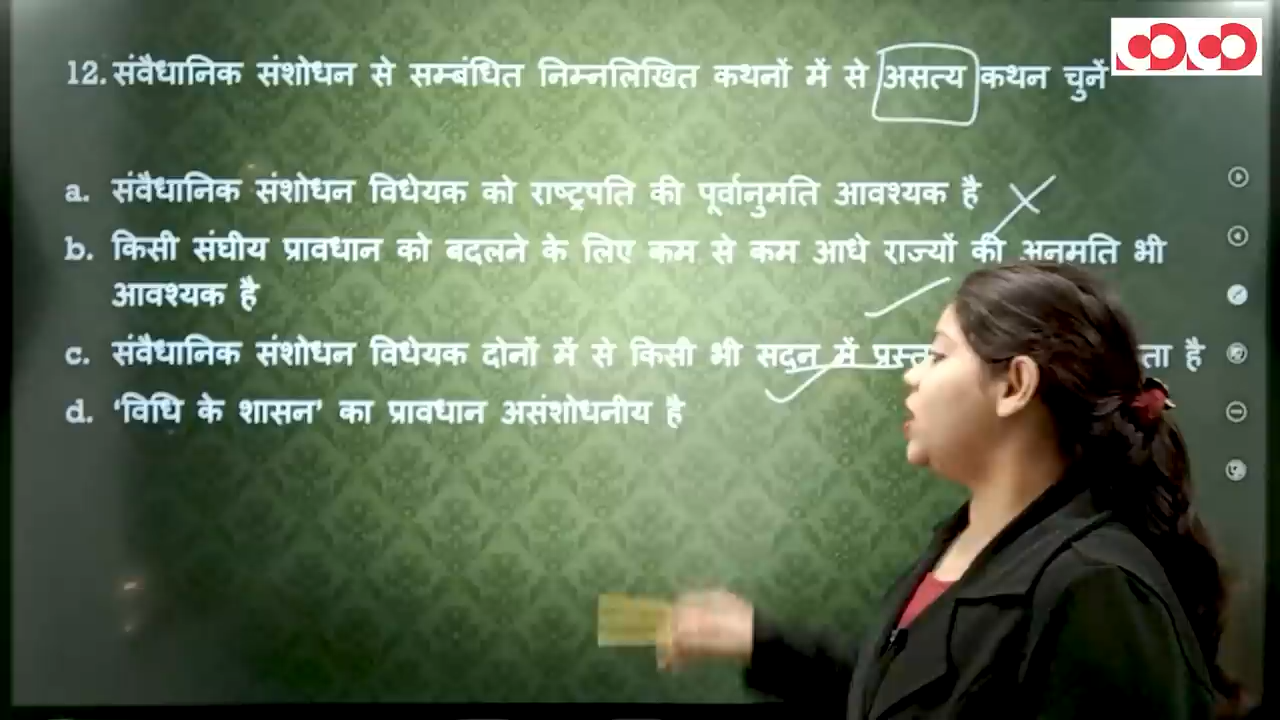 12. संवैधानिक संशोधन से सम्बंधित निम्नलिखित कथनों में से असत्य कथन चुनें
a. संवैधानिक संशोधन विधेयक को राष्ट्रपति की पूर्वानुमति आवश्यक है
b. किसी संघीय प्रावधान को बदलने के लिए कम से कम आधे राज्यों की अनुमति भी
आवश्यक है
c. संवैधानिक संशोधन विधेयक दोनों में से किसी भी सदन में है
d. ‘विधि के शासन’ का प्रावधान असंशोधनीय है